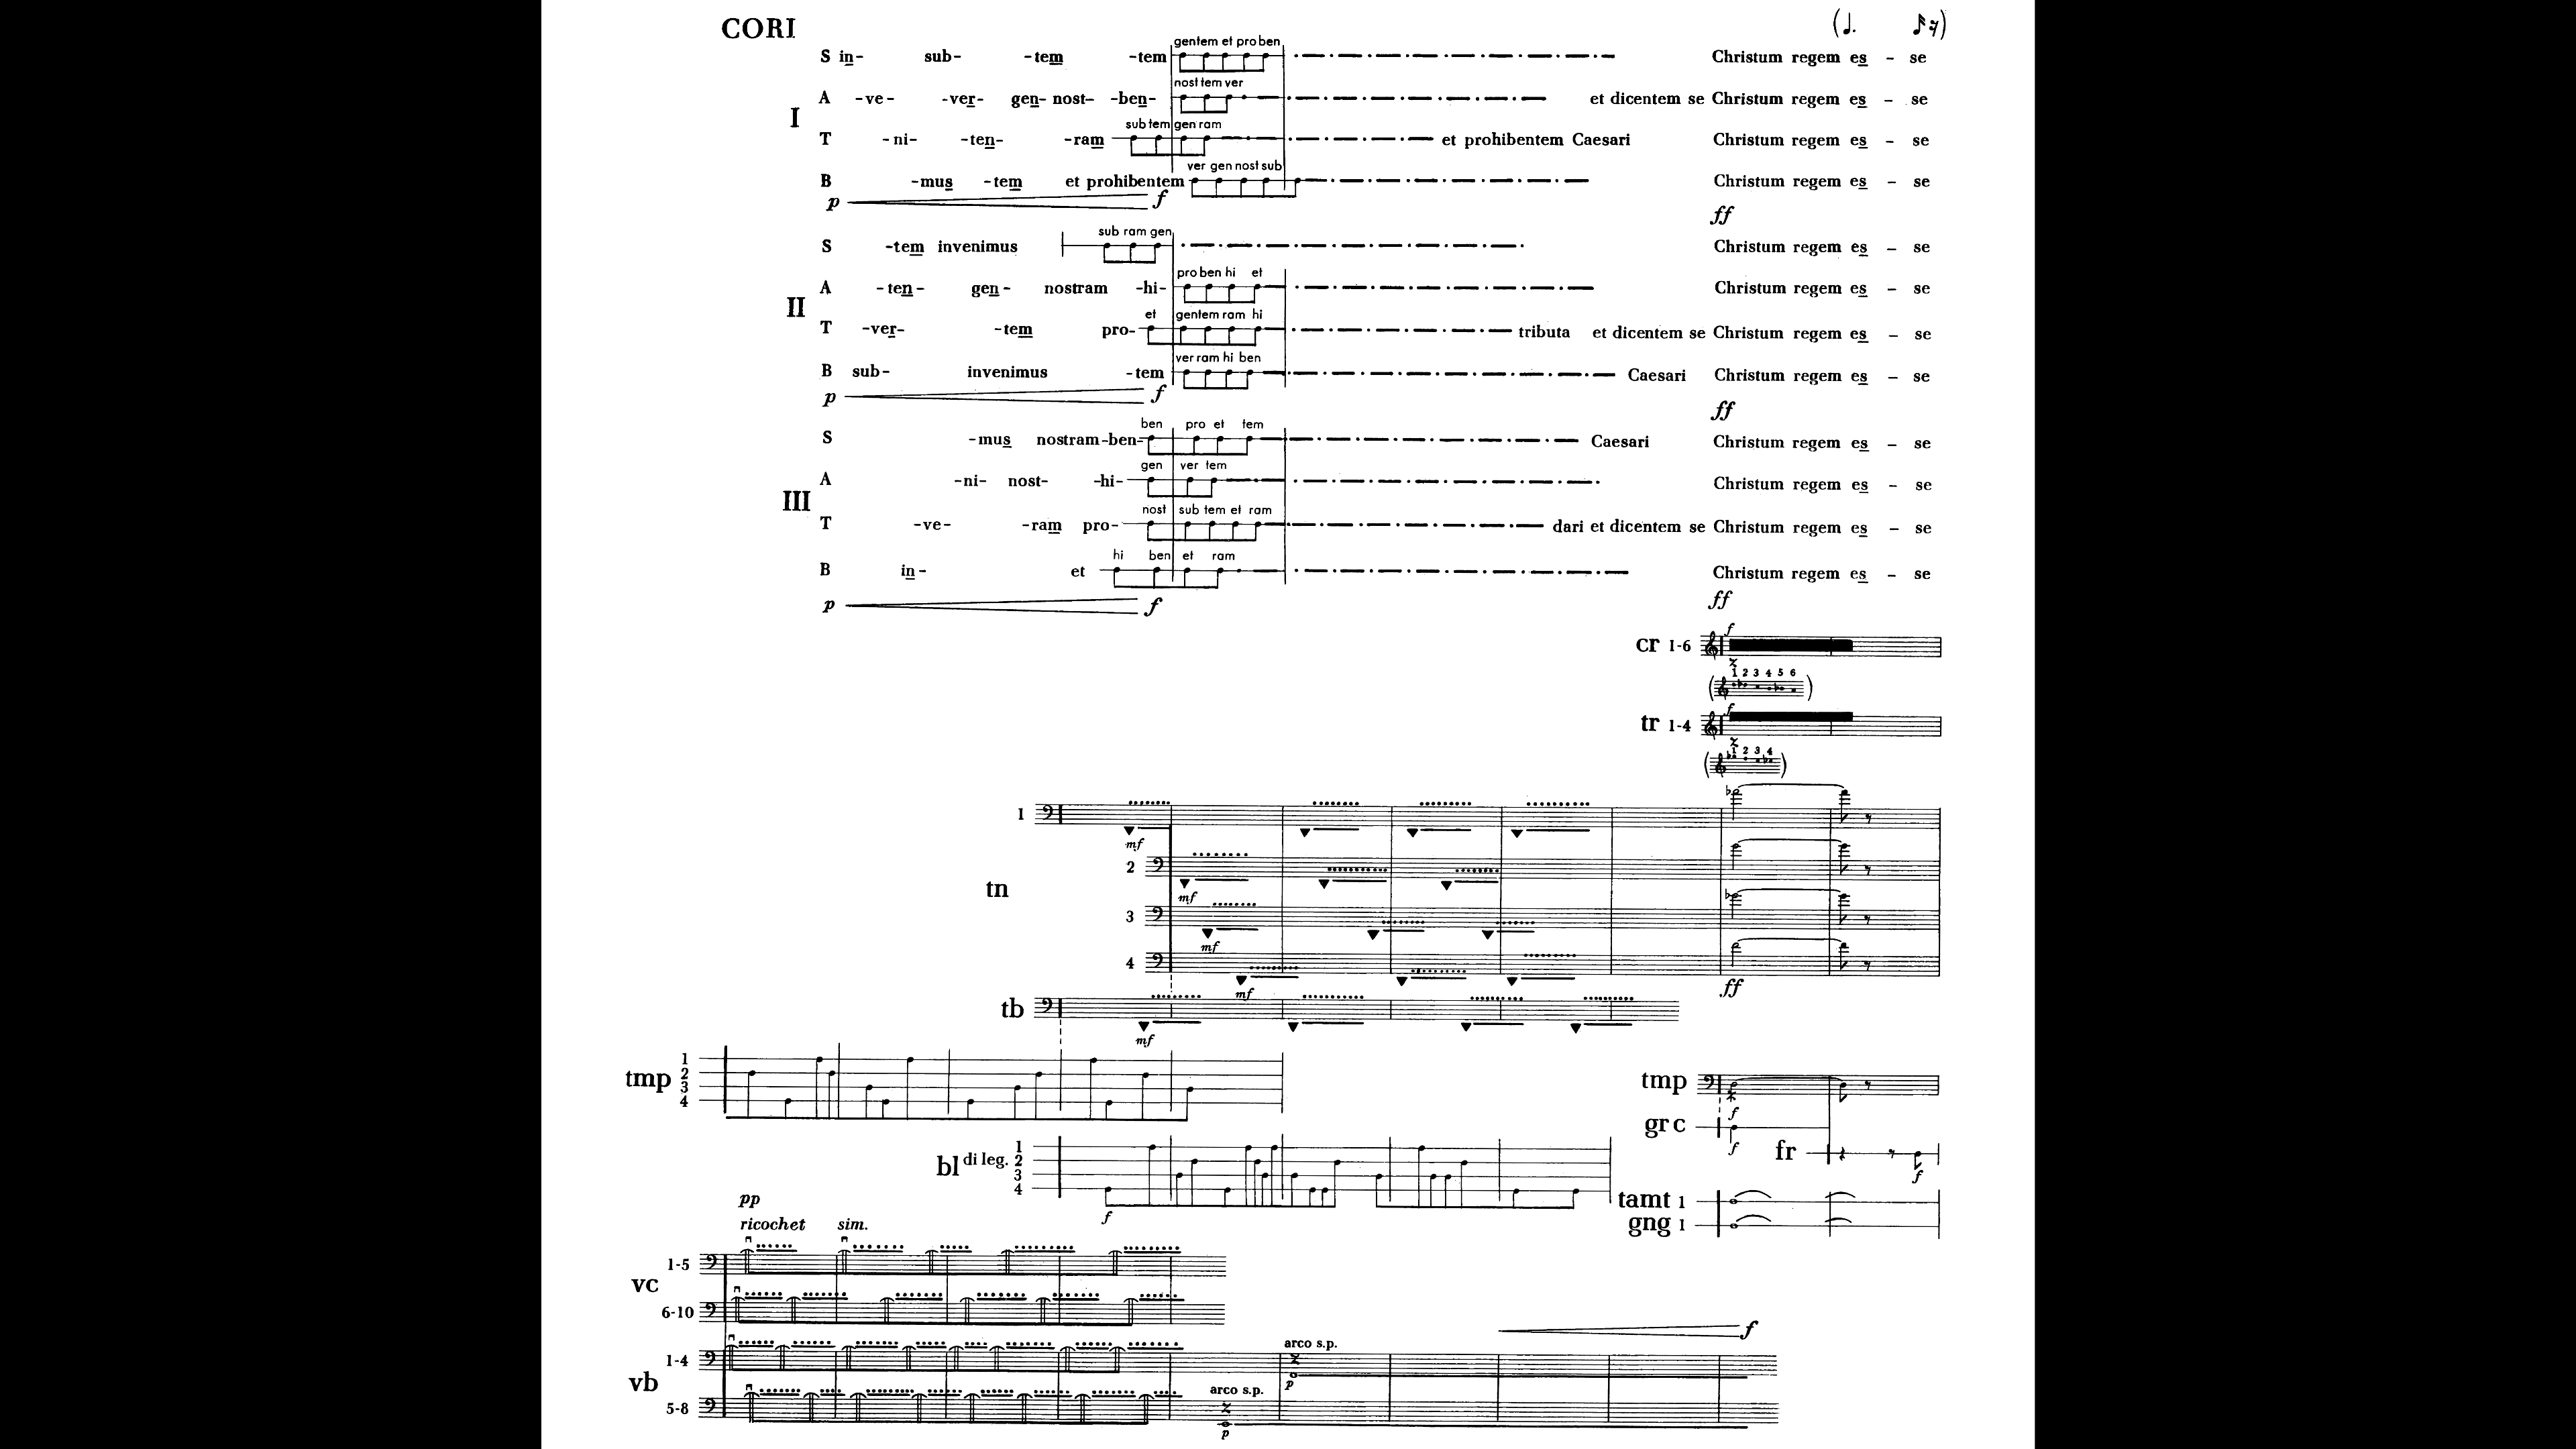 CORI
gentem et pro ben
S in- sub- -tem -tem Christum regem es - se
nost tem ver
A -ve- -ver- gen- nost- -ben- et dicentem se Christum regem es - se
I
sub tem gen ram
T -ni- -ten- -ram et prohibentem Caesari Christum regem es - se
ver gen nost sub
B -mus -tem et prohibentem Christum regem es - se
p f ff
sub ram gen
S -tem invenimus Christum regem es - se
pro ben hi et
A -ten- gen- nostram -hi- Christum regem es - se
II
et gentem ram hi
T -ver- -tem pro- tributa et dicentem se Christum regem es - se
ver ram hi ben
B sub- invenimus -tem Caesari Christum regem es - se
p f ff
ben pro et tem
S -mus nostram -ben- Caesari Christum regem es - se
gen ver tem
A -ni- nost- -hi- Christum regem es - se
III
nost sub tem et ram
T -ve- -ram pro- dari et dicentem se Christum regem es - se
hi ben et ram
B in- et Christum regem es - se
p f ff
f
cr 1-6
1 2 3 4 5 6
f
tr 1-4
1 2 3 4
1
mf
2
tn
mf
3
mf
4
mf ff
tb
mf
tmp 1 2 3 4
tmp
f
gr c
f
fr
f
bl di leg. 1 2 3 4
f
tamt 1
gng 1
pp
ricochet sim.
1-5
vc
6-10
f
arco s.p.
1-4
p
vb
arco s.p.
5-8
p